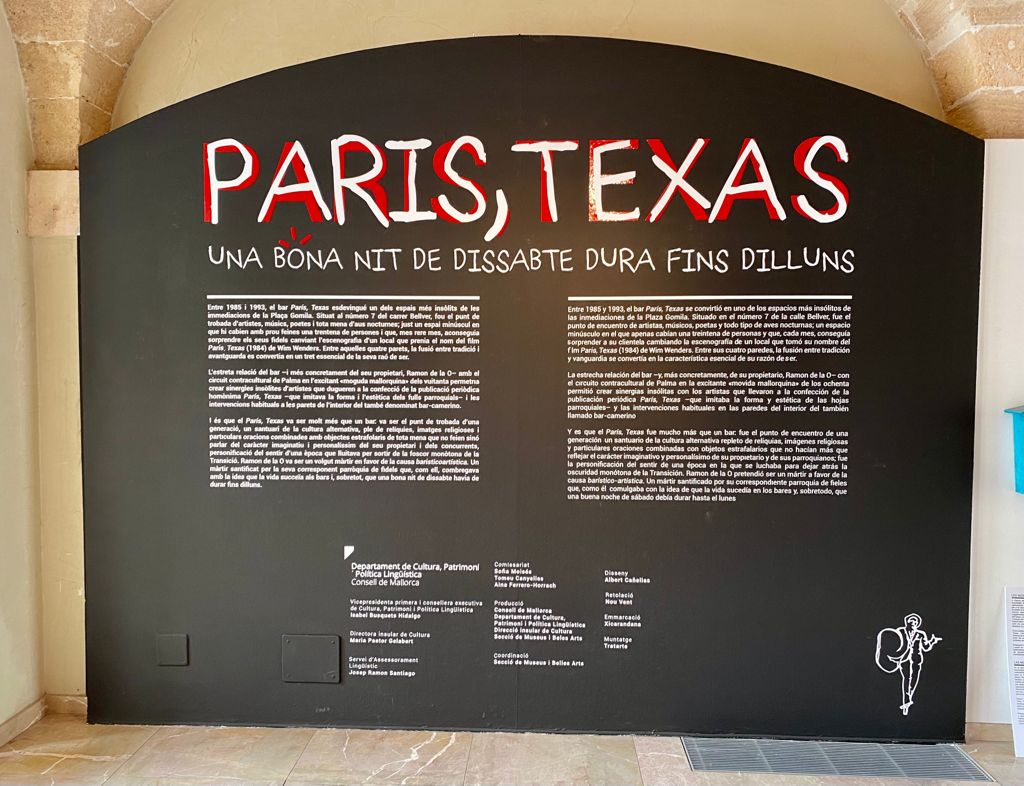 PARIS, TEXAS
UNA BONA NIT DE DISSABTE DURA FINS DILLUNS
Entre 1985 i 1993, el bar Paris, Texas esdevingué un dels espais més insòlits de les
immediacions de la Plaça Gomila. Situat al número 7 del carrer Bellver, fou el punt de
trobada d'artistes, músics, poetes i tota mena d'aus nocturnes; just un espai minúscul en
que hi cabien amb prou feines una trentena de persones i que, mes rere mes, aconseguia
sorprendre els seus fidels canviant l'escenografia d'un local que prenia el nom del film
Paris, Texas (1984) de Wim Wenders. Entre aquelles quatre parets, la fusió entre tradició i
avantguarda es convertia en un tret essencial de la seva raó de ser.
L'estreta relació del bar –i més concretament del seu propietari, Ramon de la O– amb el
circuit contracultural de Palma en l'excitante «moguda mallorquina» dels vuitanta permetra
crear sinergies insòlites d'artistes que dugueren a la confecció de la publicació periòdica
homònima Paris, Texas –que imitava la forma i l'estètica dels fulls parroquials– i les
intervencions habituals a les parets de l'interior del també denominat bar-camerino.
I és que el Paris, Texas va ser molt més que un bar: va ser el punt de trobada d'una
generació, un santuari de la cultura alternativa, ple de relíquies, imatges religioses i
particulars oracions combinades amb objectes estrafolaris de tota mena que no feien sinó
parlar del caràcter imaginatiu i personalíssim del seu propietari i dels concurrents,
personificació del sentir d'una època que lluitava per sortir de la foscor monòtona de la
Transició. Ramon de la O va ser un volgut màrtir en favor de la causa barísticoartística. Un
màrtir santificat per la seva corresponent parròquia de fidels que, com ell, combregava
amb la idea que la vida succeïa als bars i, sobretot, que una bona nit de dissabte havia de
durar fins dilluns.
Entre 1985 y 1993, el bar Paris, Texas se convirtió en uno de los espacios más insólitos de
las inmediaciones de la Plaza Gomila. Situado en el número 7 de la calle Bellver, fue el
punto de encuentro de artistas, músicos, poetas y todo tipo de aves nocturnas; un espacio
minúsculo en el que apenas cabían una treintena de personas y que, cada mes, conseguía
sorprender a su clientela cambiando la escenografía de un local que tomó su nombre del
film Paris, Texas (1984) de Wim Wenders. Entre sus cuatro paredes, la fusión entre tradición
y vanguardia se convertía en la característica esencial de su razón de ser.
La estrecha relación del bar –y, más concretamente, de su propietario, Ramon de la O– con
el circuito contracultural de Palma en la excitante «movida mallorquina» de los ochenta
permitió crear sinergias insólitas con los artistas que llevaron a la confección de la
publicación periódica Paris, Texas –que imitaba la forma y estética de las hojas
parroquiales– y las intervenciones habituales en las paredes del interior del también
llamado bar-camerino
Y es que el Paris, Texas fue mucho más que un bar: fue el punto de encuentro de una
generación un santuario de la cultura alternativa repleto de reliquias, imágenes religiosas
y particulares oraciones combinadas con objetos estrafalarios que no hacían más que
reflejar el carácter imaginativo y personalísimo de su propietario y de sus parroquianos; fue
la personificación del sentir de una época en la que se luchaba para dejar atrás la
oscuridad monótona de la Transición. Ramon de la O pretendió ser un mártir a favor de la
causa barístico-artística. Un mártir santificado por su correspondiente parroquia de fieles
que, como él comulgaba con la idea de que la vida sucedía en los bares y, sobretodo, que
una buena noche de sábado debía durar hasta el lunes
Departament de Cultura, Patrimoni
i Política Lingüística
Consell de Mallorca
Vicepresidenta primera i consellera executiva
de Cultura, Patrimoni i Política Lingüística
Isabel Busquets Hidalgo
Directora insular de Cultura
Maria Pastor Gelabert
Servei d'Assessorament
Lingüístic
Josep Ramon Santiago
Comissariat
Sofia Moisés
Tomeu Canyelles
Aina Ferrero-Horrach
Producció
Consell de Mallorca
Departament de Cultura,
Patrimoni i Política Lingüística
Direcció insular de Cultura
Secció de Museus i Belles Arts
Coordinació
Secció de Museus i Belles Arts
Disseny
Albert Cañellas
Retolació
Nou Vent
Emmarcació
Xicarandana
Muntatge
Tratarte